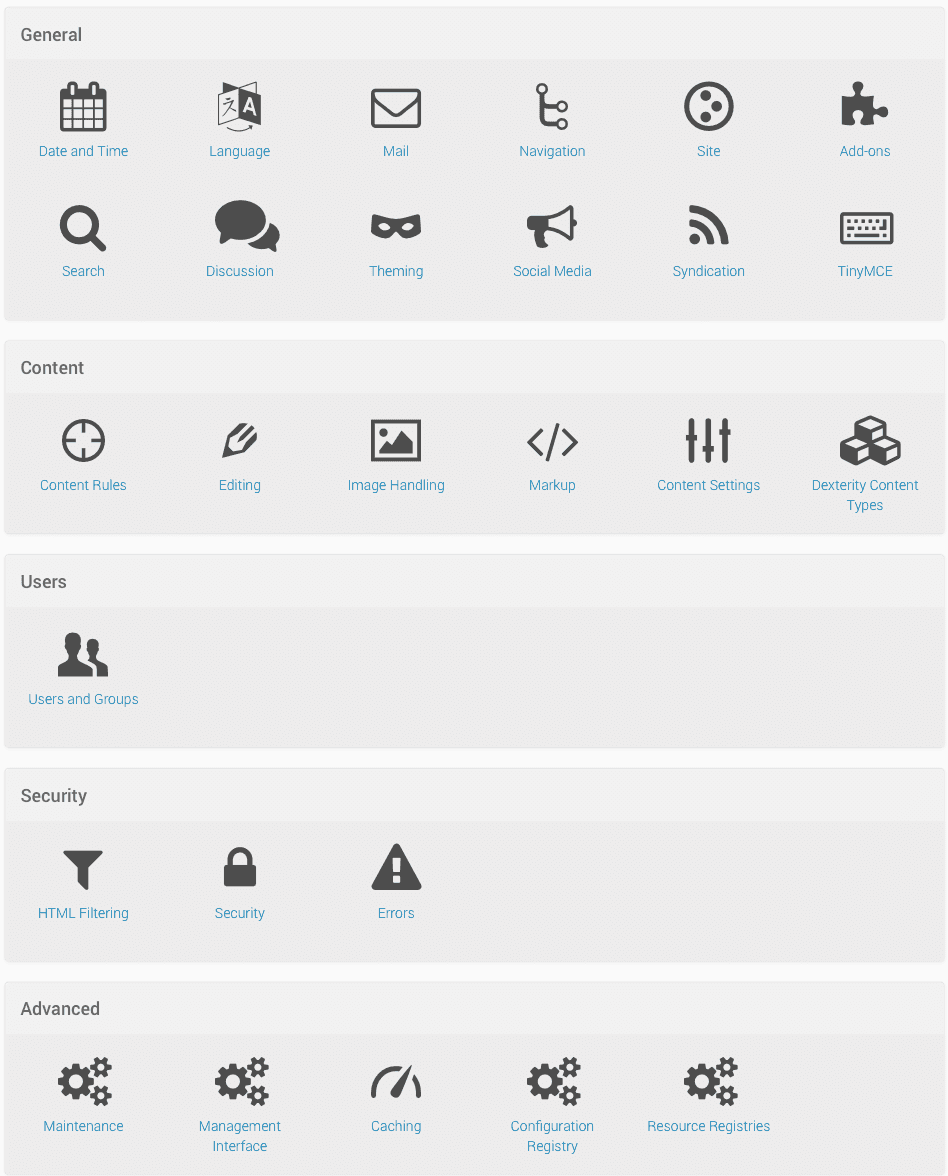 General
Date and Time
Language
Mail
Navigation
Site
Add-ons
Search
Discussion
Theming
Social Media
Syndication
TinyMCE
Content
Content Rules
Editing
Image Handling
Markup
Content Settings
Dexterity Content
Types
Users
Users and Groups
Security
HTML Filtering
Security
Errors
Advanced
Maintenance
Management
Interface
Caching
Configuration
Registry
Resource Registries